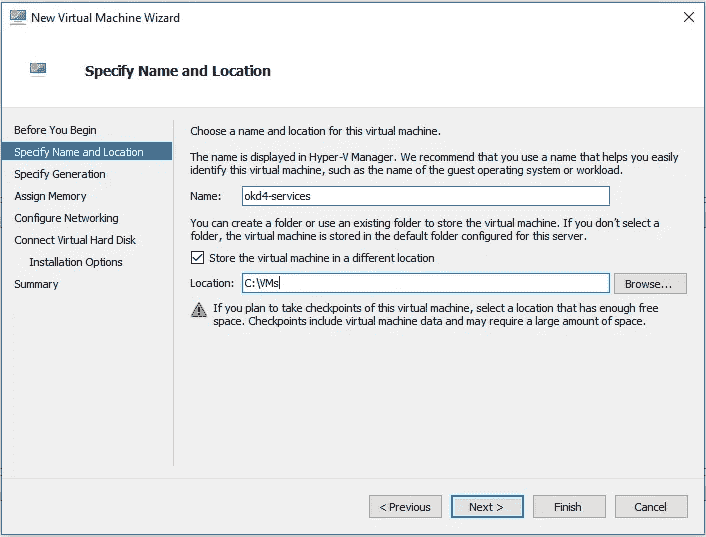 New Virtual Machine Wizard
Specify Name and Location
Before You Begin
Specify Name and Location
Specify Generation
Assign Memory
Configure Networking
Connect Virtual Hard Disk
Installation Options
Summary
Choose a name and location for this virtual machine.
The name is displayed in Hyper-V Manager. We recommend that you use a name that helps you easily
identify this virtual machine, such as the name of the guest operating system or workload.
Name: okd4-services
You can create a folder or use an existing folder to store the virtual machine. If you don't select a
folder, the virtual machine is stored in the default folder configured for this server.
Store the virtual machine in a different location
Location: C:\VMs Browse...
If you plan to take checkpoints of this virtual machine, select a location that has enough free
space. Checkpoints include virtual machine data and may require a large amount of space.
< Previous Next > Finish Cancel